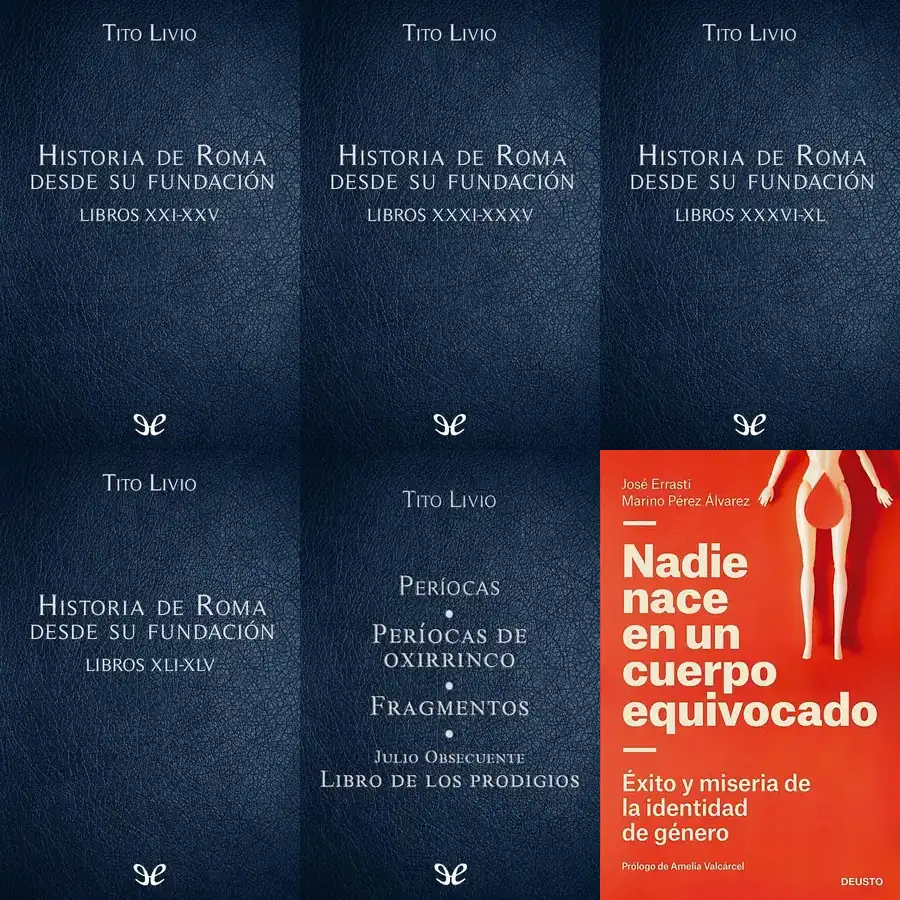 Tito Livio
Historia de Roma
desde su fundación
LIBROS XXI-XXV
Tito Livio
Historia de Roma
desde su fundación
LIBROS XXXI-XXXV
Tito Livio
Historia de Roma
desde su fundación
LIBROS XXXVI-XL
Tito Livio
Historia de Roma
desde su fundación
LIBROS XLI-XLV
Tito Livio
Períocas
•
Períocas de
oxirrinco
•
Fragmentos
•
Julio Obsecuente
Libro de los prodigios
José Errasti
Marino Pérez Álvarez
Nadie
nace
en un
cuerpo
equivocado
Éxito y miseria de
la identidad
de género
Prólogo de Amelia Valcárcel
DEUSTO